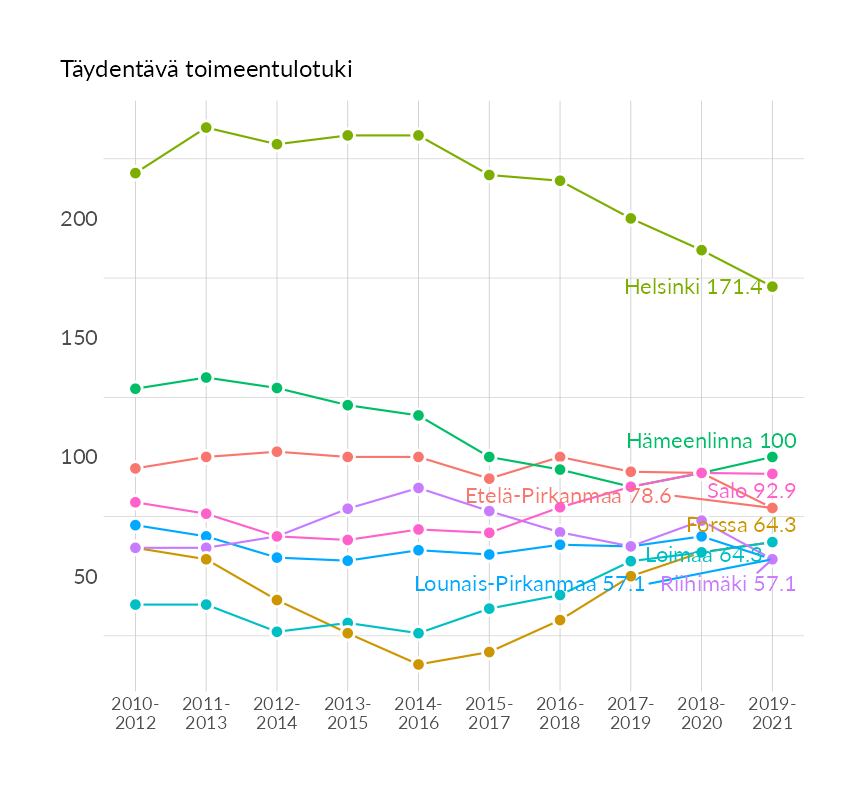 Täydentävä toimeentulotuki
200
150
100
50
Helsinki 171.4
Hämeenlinna 100
Etelä-Pirkanmaa 78.6
Salo 92.9
Forssa 64.3
Loimaa 64.3
Lounais-Pirkanmaa 57.1
Riihimäki 57.1
2010- 2011- 2012- 2013- 2014- 2015- 2016- 2017- 2018- 2019-
2012 2013 2014 2015 2016 2017 2018 2019 2020 2021